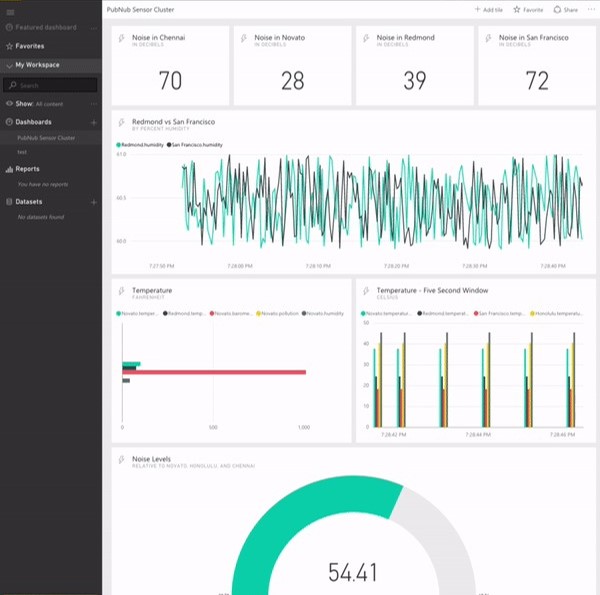 PubNub Sensor Cluster
Add tile
Favorite
Share
Featured dashboard
Favorites
My Workspace
Search
Show: All content
Dashboards
PubNub Sensor Cluster
test
Reports
You have no reports
Datasets
No datasets found
Noise in Chennai
IN DECIBELS
70
Noise in Novato
IN DECIBELS
28
Noise in Redmond
IN DECIBELS
39
Noise in San Francisco
IN DECIBELS
72
Redmond vs San Francisco
BY PERCENT HUMIDITY
Redmond.humidity San Francisco.humidity
61.0
60.5
60.0
7:27:50 PM 7:28:00 PM 7:28:10 PM 7:28:20 PM 7:28:30 PM 7:28:40 PM
Temperature
FAHRENHEIT
Novato temper... Redmond temp... Novato barome... Novato pollution Novato humidity
0 500 1,000
Temperature - Five Second Window
CELSIUS
Novato temperatu... Redmond temperat... San Francisco temp... Honolulu temperatu...
50
40
30
20
10
0
7:28:42 PM 7:28:44 PM 7:28:46 PM
Noise Levels
RELATIVE TO NOVATO, HONOLULU, AND CHENNAI
54.41